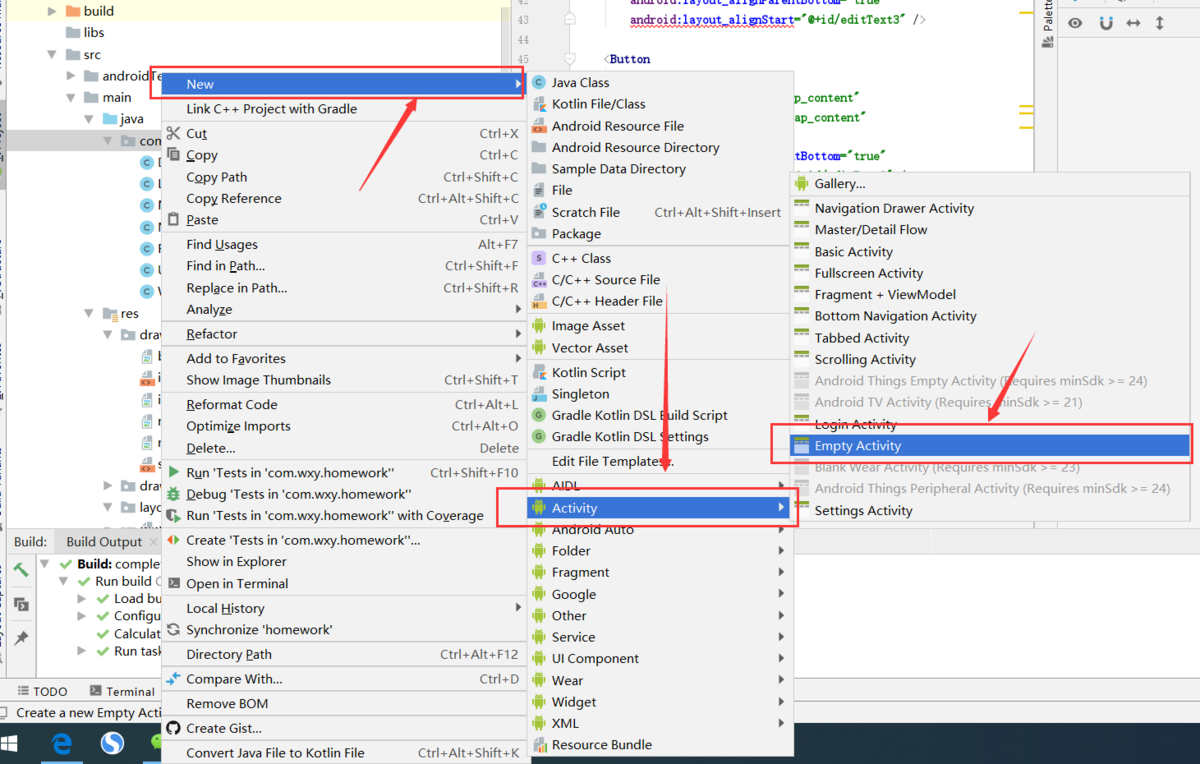 build
libs
src
androidTe
main
java
com
res
drav
drav
layo
42
android:layout_alignParentBottom="true"
43
android:layout_alignStart="@+id/editText3" />
44
45
<Button
ap_content"
ap_content"
ntBottom="true"
Palette
New
Link C++ Project with Gradle
Cut Ctrl+X
Copy Ctrl+C
Copy Path Ctrl+Shift+C
Copy Reference Ctrl+Alt+Shift+C
Paste Ctrl+V
Find Usages Alt+F7
Find in Path... Ctrl+Shift+F
Replace in Path... Ctrl+Shift+R
Analyze
Refactor
Add to Favorites
Show Image Thumbnails Ctrl+Shift+T
Reformat Code Ctrl+Alt+L
Optimize Imports Ctrl+Alt+O
Delete... Delete
Run 'Tests in 'com.wxy.homework'' Ctrl+Shift+F10
Debug 'Tests in 'com.wxy.homework''
Run 'Tests in 'com.wxy.homework'' with Coverage
Create 'Tests in 'com.wxy.homework''...
Show in Explorer
Open in Terminal
Local History
Synchronize 'homework'
Directory Path Ctrl+Alt+F12
Compare With... Ctrl+D
Remove BOM
Create Gist...
Convert Java File to Kotlin File Ctrl+Alt+Shift+K
Java Class
Kotlin File/Class
Android Resource File
Android Resource Directory
Sample Data Directory
File
Scratch File Ctrl+Alt+Shift+Insert
Package
C++ Class
C/C++ Source File
C/C++ Header File
Image Asset
Vector Asset
Kotlin Script
Singleton
Gradle Kotlin DSL Build Script
Gradle Kotlin DSL Settings
Edit File Templates...
AIDL
Activity
Android Auto
Folder
Fragment
Google
Other
Service
UI Component
Wear
Widget
XML
Resource Bundle
Gallery...
Navigation Drawer Activity
Master/Detail Flow
Basic Activity
Fullscreen Activity
Fragment + ViewModel
Bottom Navigation Activity
Tabbed Activity
Scrolling Activity
Android Things Empty Activity (Requires minSdk >= 24)
Android TV Activity (Requires minSdk >= 21)
Login Activity
Empty Activity
Blank Wear Activity (Requires minSdk >= 23)
Android Things Peripheral Activity (Requires minSdk >= 24)
Settings Activity
Build: Build Output
Build: comple
Run build
Load bu
Configu
Calculat
Run task
TODO Terminal
Create a new Empty Acti